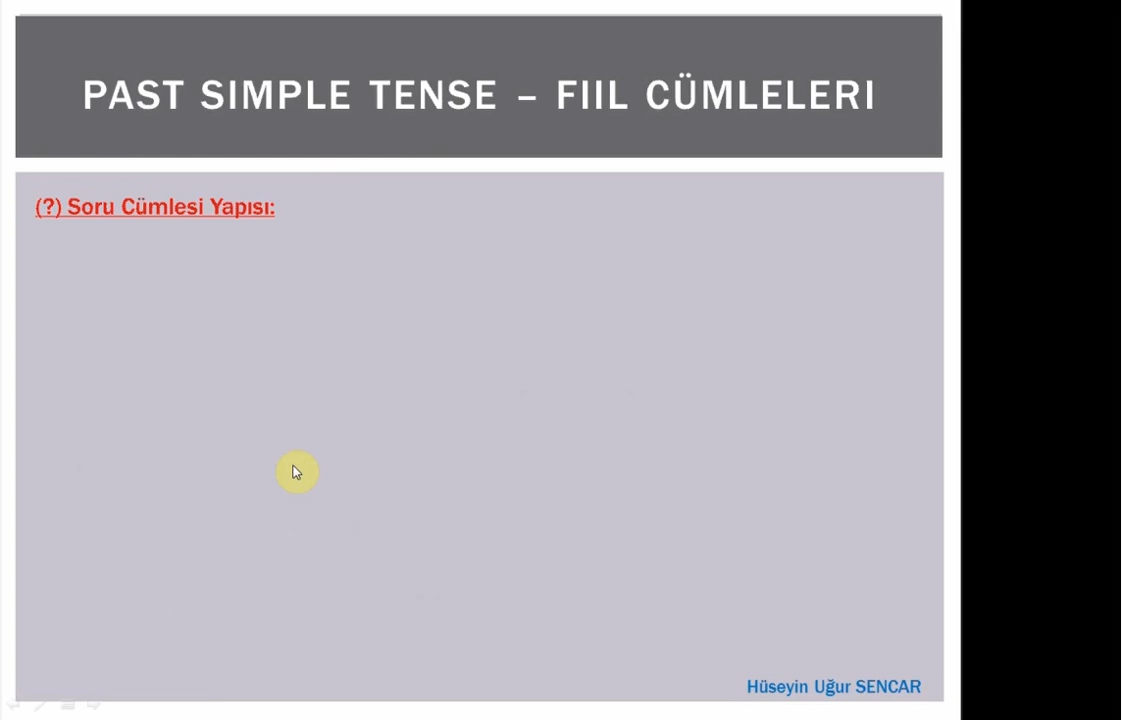 PAST SIMPLE TENSE – FIIL CÜMLELERI
(?) Soru Cümlesi Yapısı:
Hüseyin Uğur SENCAR